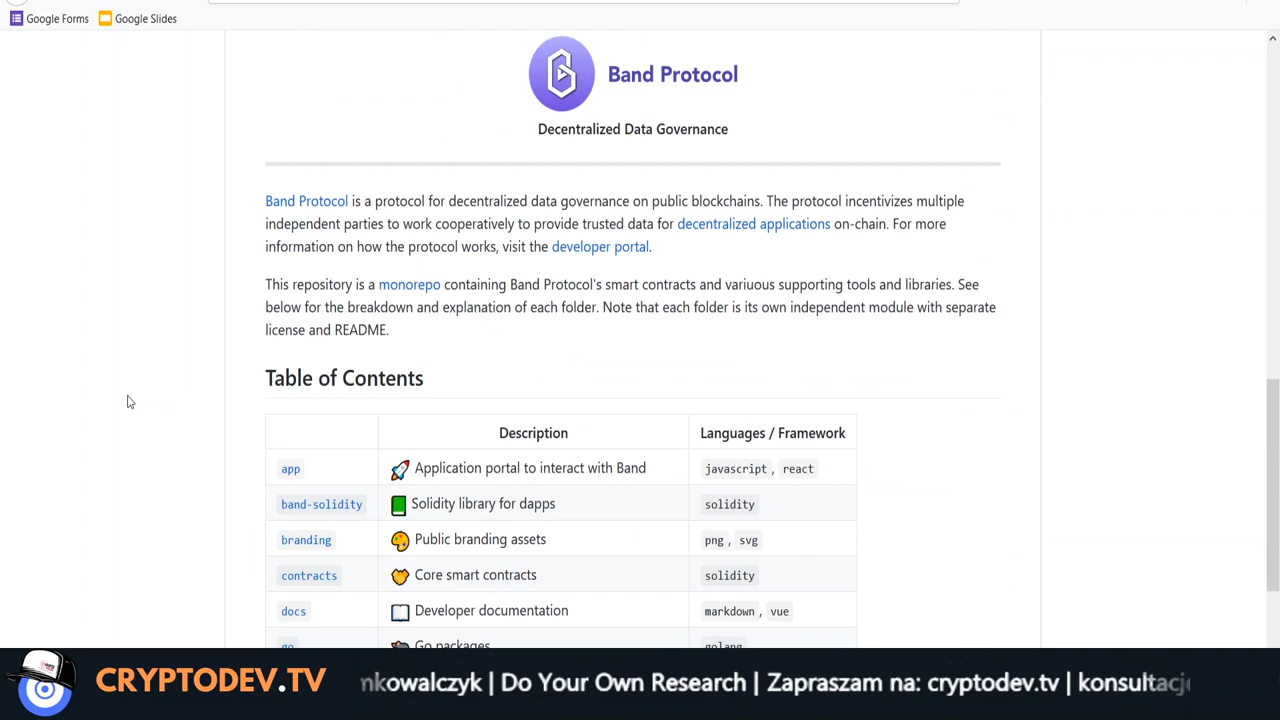 Google Forms Google Slides
Band Protocol
Decentralized Data Governance
Band Protocol is a protocol for decentralized data governance on public blockchains. The protocol incentivizes multiple
independent parties to work cooperatively to provide trusted data for decentralized applications on-chain. For more
information on how the protocol works, visit the developer portal.
This repository is a monorepo containing Band Protocol's smart contracts and variuous supporting tools and libraries. See
below for the breakdown and explanation of each folder. Note that each folder is its own independent module with separate
license and README.
Table of Contents
Description Languages / Framework
app Application portal to interact with Band javascript, react
band-solidity Solidity library for dapps solidity
branding Public branding assets png, svg
contracts Core smart contracts solidity
docs Developer documentation markdown, vue
go Go packages golang
CRYPTODEV.TV mkowalczyk | Do Your Own Research | Zapraszam na: cryptodev.tv | konsultacje